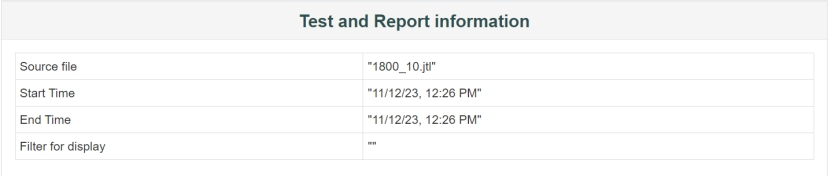 Test and Report information
Source file "1800_10.jtl"
Start Time "11/12/23, 12:26 PM"
End Time "11/12/23, 12:26 PM"
Filter for display ""